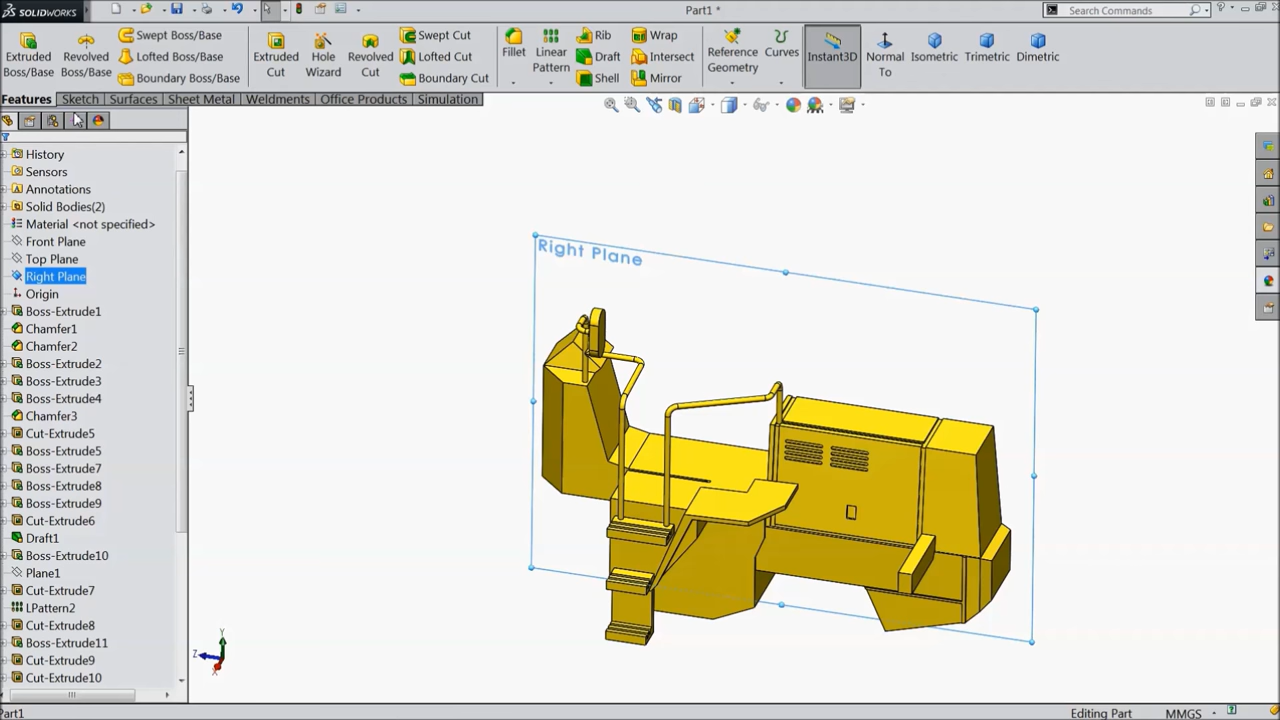 SOLIDWORKS
Part1 *
Search Commands
Extruded Boss/Base
Revolved Boss/Base
Swept Boss/Base
Lofted Boss/Base
Boundary Boss/Base
Extruded Cut
Hole Wizard
Revolved Cut
Swept Cut
Lofted Cut
Boundary Cut
Fillet
Linear Pattern
Rib
Draft
Shell
Wrap
Intersect
Mirror
Reference Geometry
Curves
Instant3D
Normal To
Isometric
Trimetric
Dimetric
Features
Sketch
Surfaces
Sheet Metal
Weldments
Office Products
Simulation
History
Sensors
Annotations
Solid Bodies(2)
Material <not specified>
Front Plane
Top Plane
Right Plane
Origin
Boss-Extrude1
Chamfer1
Chamfer2
Boss-Extrude2
Boss-Extrude3
Boss-Extrude4
Chamfer3
Cut-Extrude5
Boss-Extrude5
Boss-Extrude7
Boss-Extrude8
Boss-Extrude9
Cut-Extrude6
Draft1
Boss-Extrude10
Plane1
Cut-Extrude7
LPattern2
Cut-Extrude8
Boss-Extrude11
Cut-Extrude9
Cut-Extrude10
Right Plane
Y
Z
X
Part1
Editing Part
MMGS